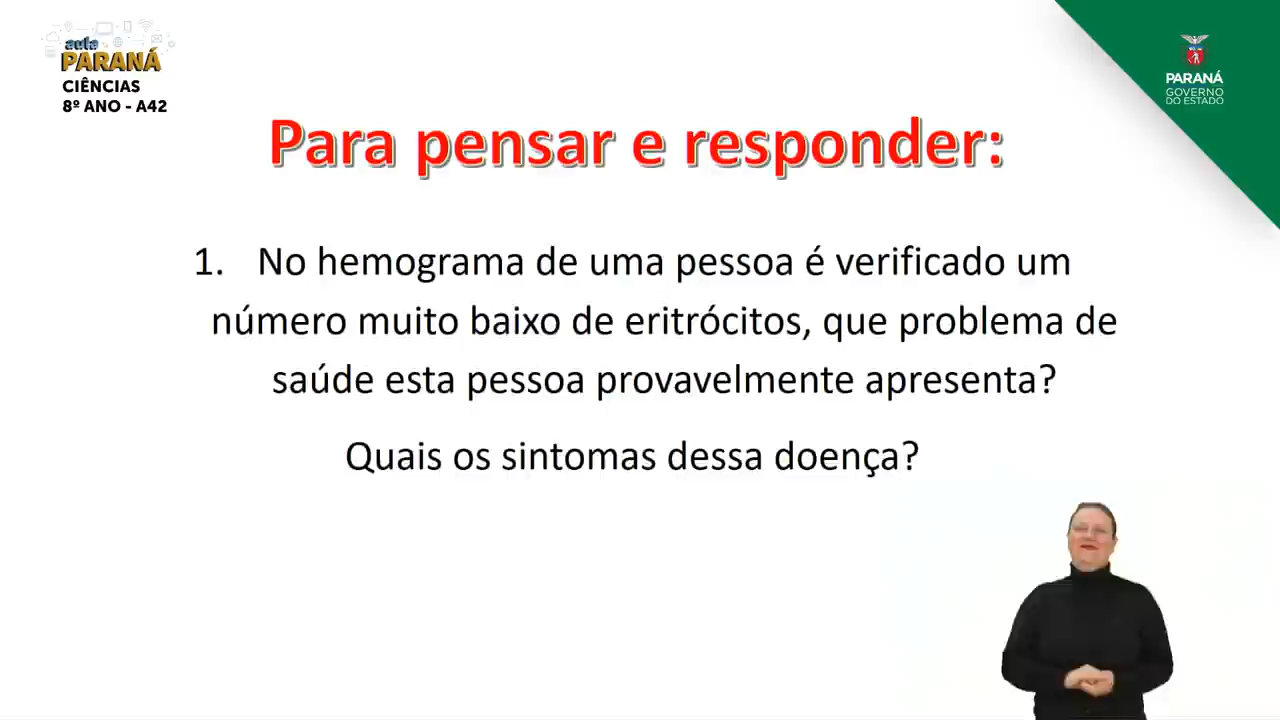 aula
PARANÁ
CIÊNCIAS
8º ANO - A42
PARANÁ
GOVERNO
DO ESTADO
Para pensar e responder:
1. No hemograma de uma pessoa é verificado um
número muito baixo de eritrócitos, que problema de
saúde esta pessoa provavelmente apresenta?
Quais os sintomas dessa doença?